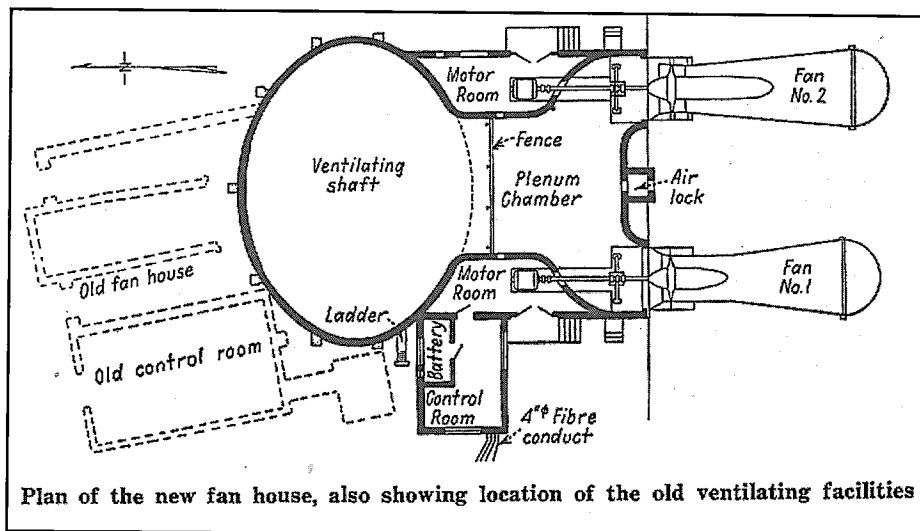 N
Motor
Room
Fan
No. 2
Fence
Ventilating
shaft
Plenum
Chamber
Air
lock
Old fan house
Motor
Room
Fan
No. 1
Ladder
Old control room
Battery
Control
Room
4"φ Fibre
conduct
Plan of the new fan house, also showing location of the old ventilating facilities